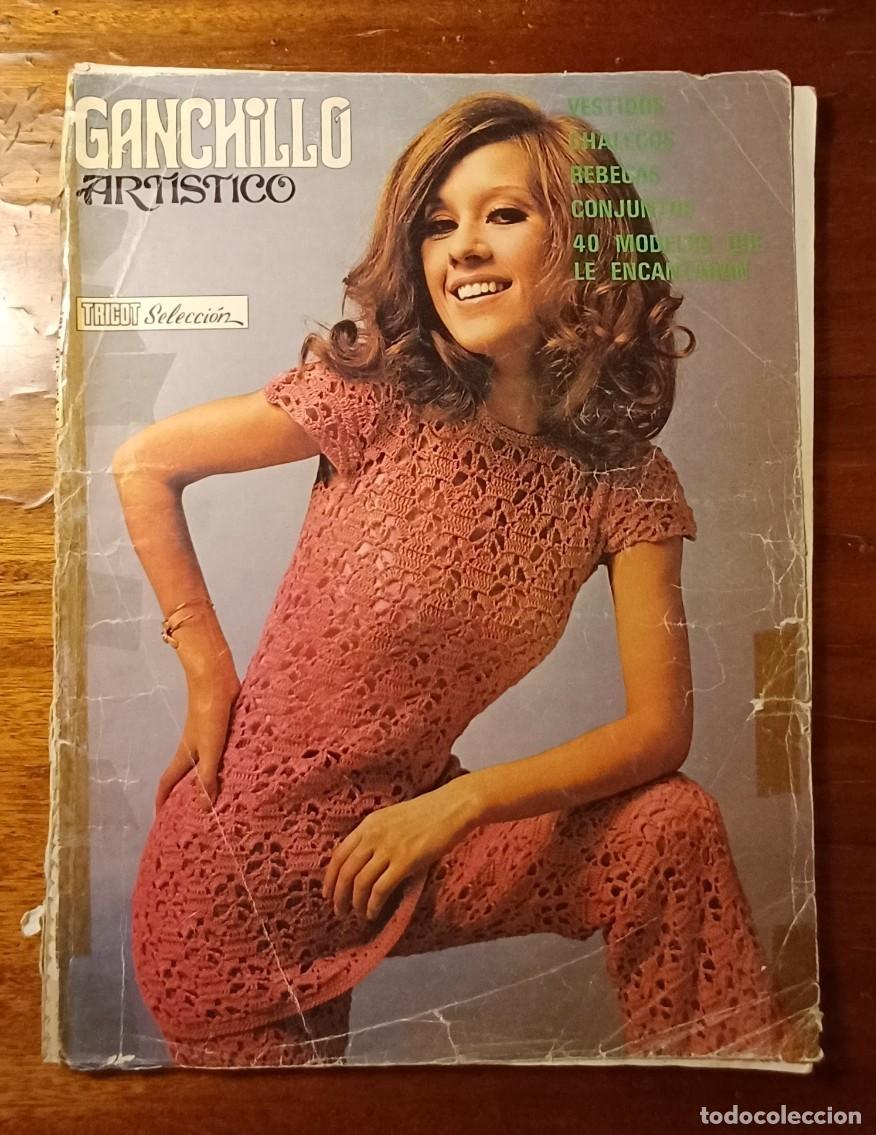 GANCHiLLO
ARTÍSTICO
TRICOT Selección
VESTIDOS
CHALECOS
REBECAS
CONJUNTOS
40 MODELOS QUE
LE ENCANTARAN
todocoleccion